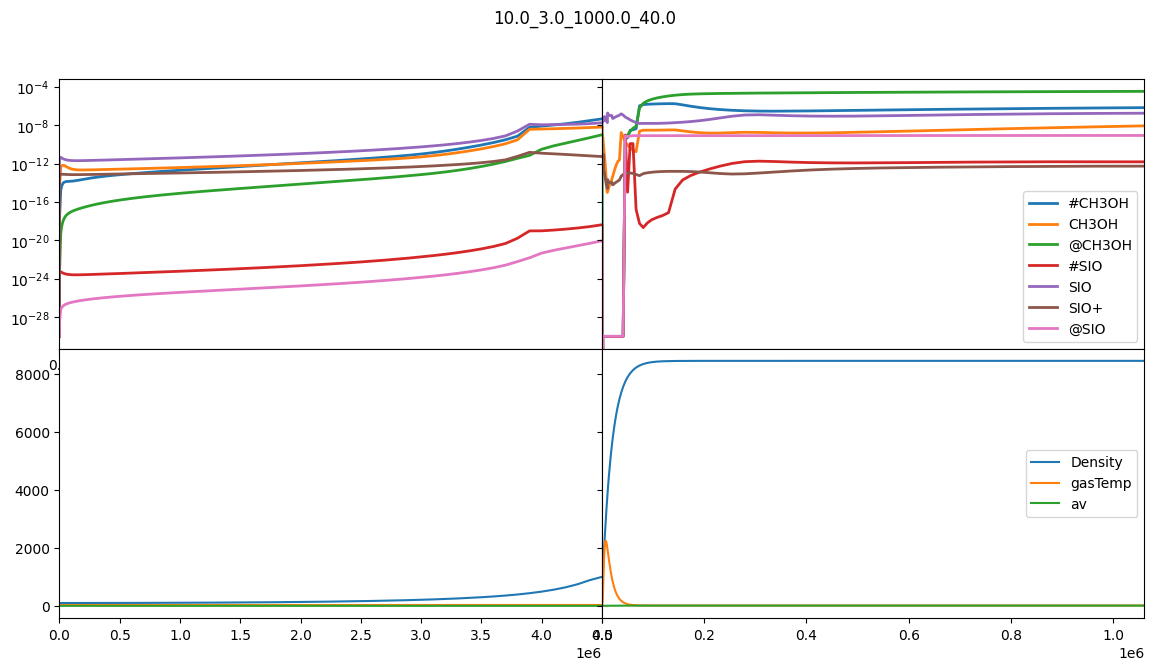 10.0_3.0_1000.0_40.0
10⁻⁴
10⁻⁸
10⁻¹²
10⁻¹⁶
10⁻²⁰
10⁻²⁴
10⁻²⁸
#CH3OH
CH3OH
@CH3OH
#SIO
SIO
SIO+
@SIO
8000
6000
4000
2000
0
Density
gasTemp
av
0.0 0.5 1.0 1.5 2.0 2.5 3.0 3.5 4.0
1e6
0.2 0.4 0.6 0.8 1.0
1e6